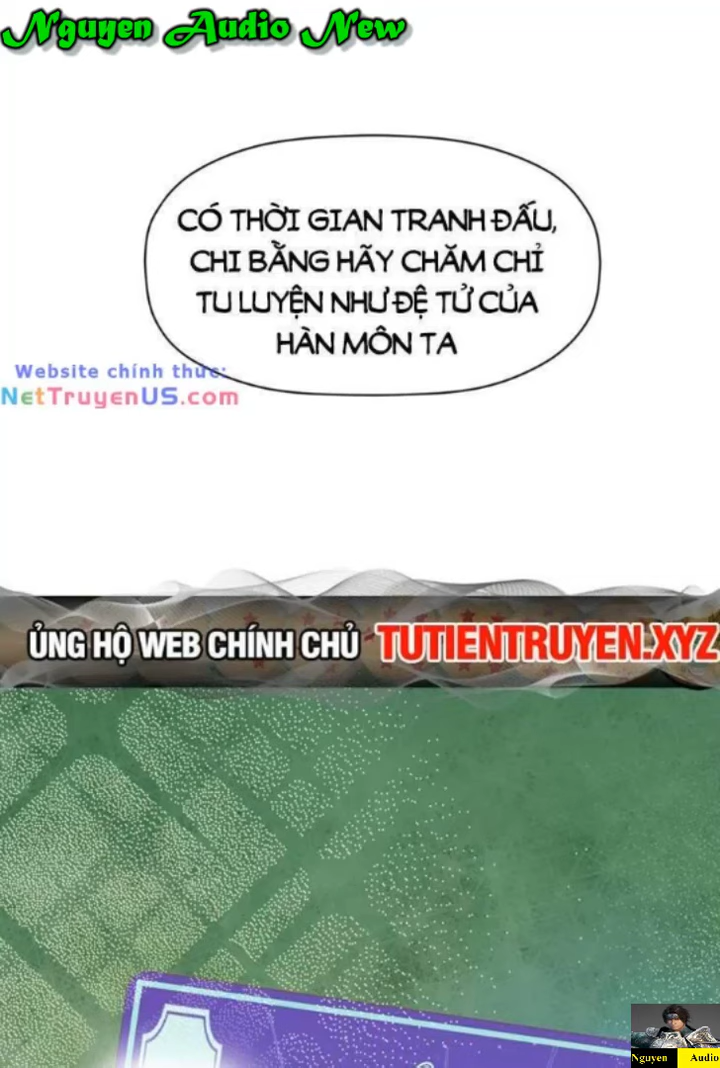 Nguyen Audio New
CÓ THỜI GIAN TRANH ĐẤU,
CHI BẰNG HÃY CHĂM CHỈ
TU LUYỆN NHƯ ĐỆ TỬ CỦA
HÀN MÔN TA
Website chính thức:
NetTruyenUS.com
ỦNG HỘ WEB CHÍNH CHỦ TUTIENTRUYEN.XYZ
Nguyen Audio